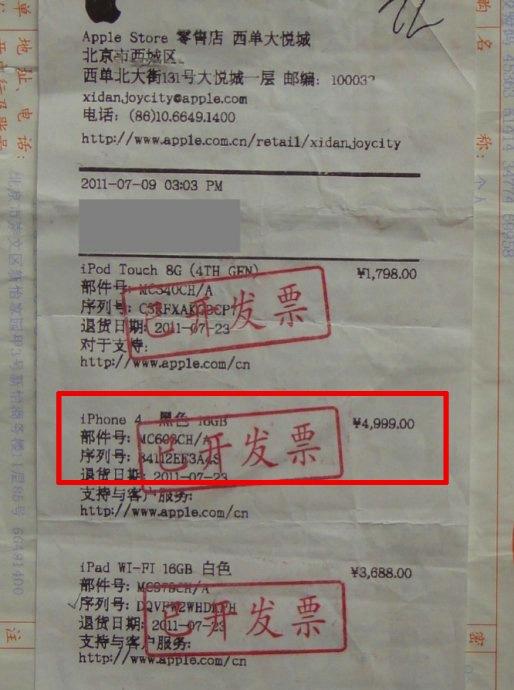 Apple Store 零售店 西单大悦城
北京市西城区
西单北大街131号大悦城一层 邮编: 100032
xidanjoycity@apple.com
电话: (86)10.6649.1400
http://www.apple.com.cn/retail/xidanjoycity
2011-07-09 03:03 PM
iPod Touch 8G (4TH GEN) ¥1,798.00
部件号: MC540CH/A
序列号:
退货日期: 2011-07-23
对于支持:
http://www.apple.com/cn
已开发票
iPhone 4 黑色 16GB ¥4,999.00
部件号: MC603CH/A
序列号:
退货日期: 2011-07-23
支持与客户服务:
http://www.apple.com/cn
已开发票
iPad WI-FI 16GB 白色 ¥3,688.00
部件号: MC979CH/A
序列号:
退货日期: 2011-07-23
支持与客户服务:
http://www.apple.com/cn
已开发票